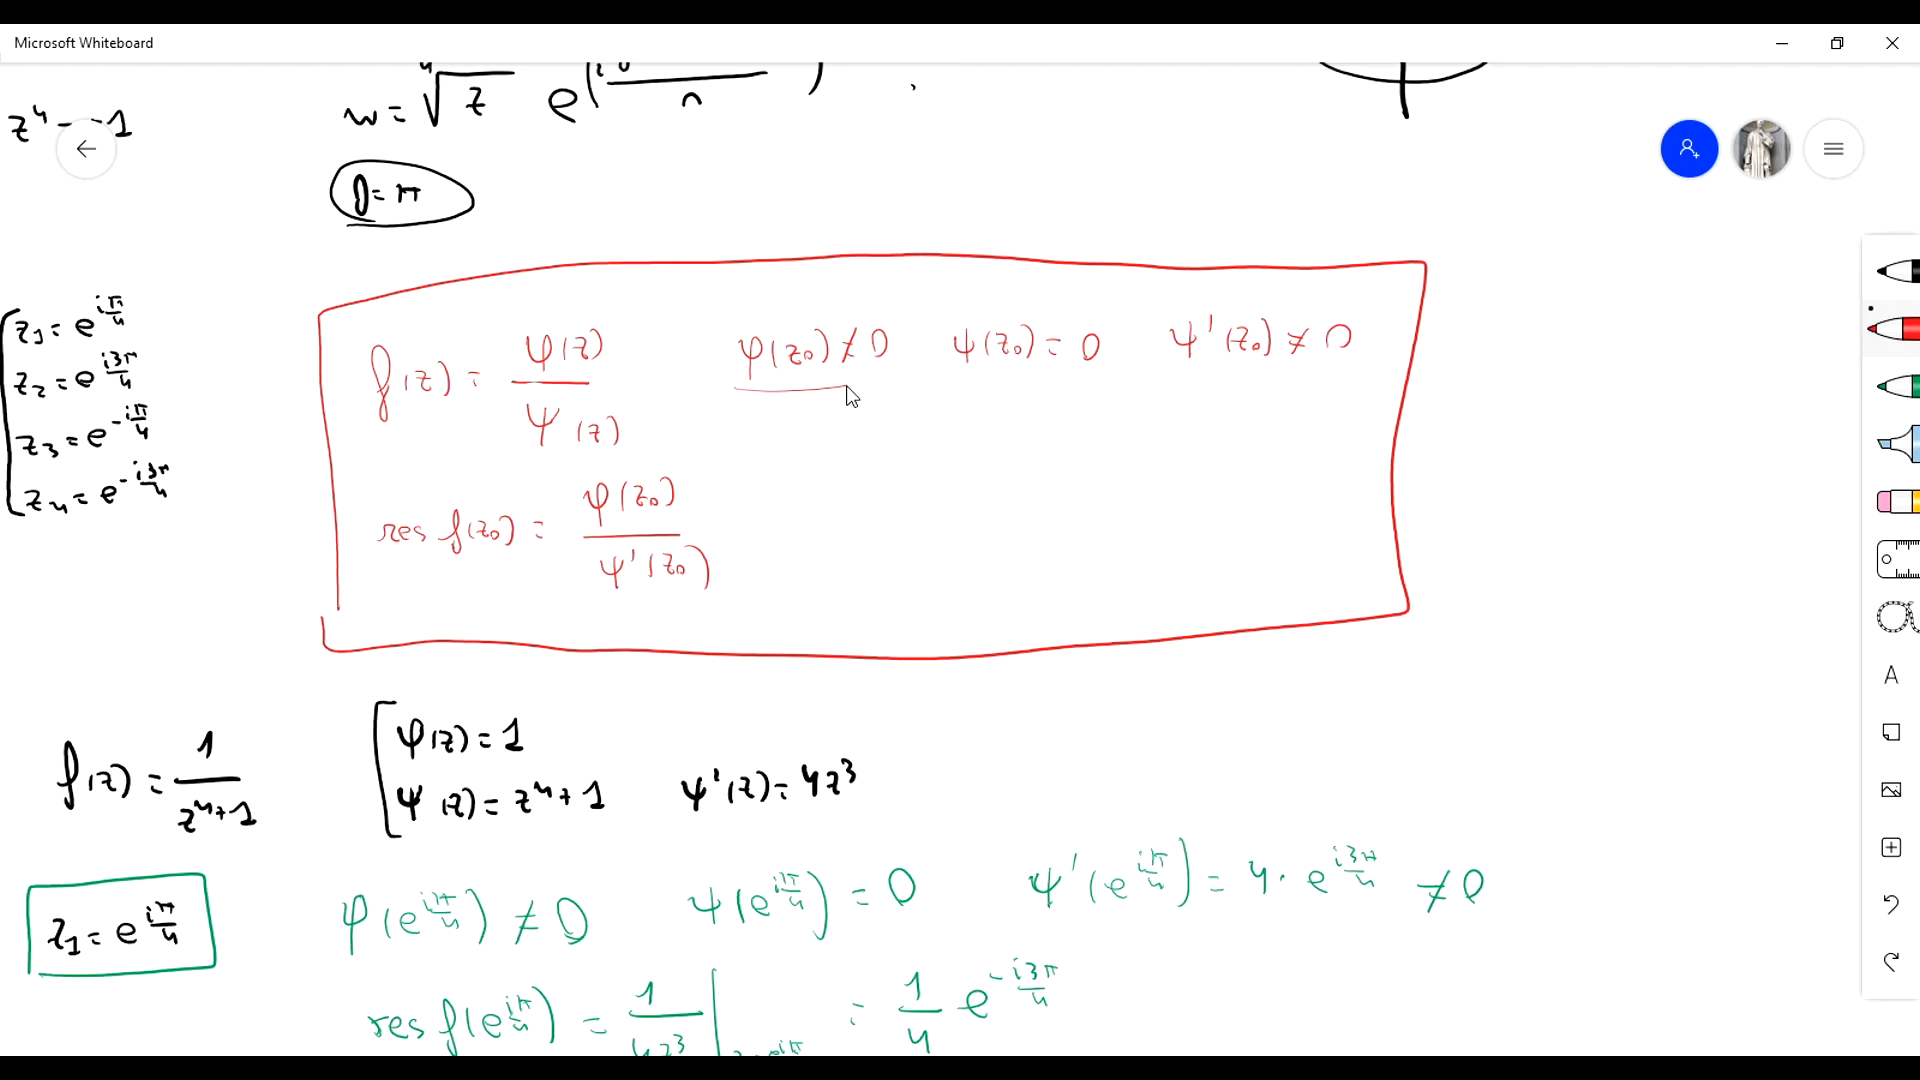 Microsoft Whiteboard
w = ⁿ√z e^(i / n)
z⁴ = -1
θ = π
z₁ = e^(iπ/4)
z₂ = e^(i3π/4)
z₃ = e^(-iπ/4)
z₄ = e^(-i3π/4)
f(z) = φ(z)/ψ(z)   φ(z₀) ≠ 0   ψ(z₀) = 0   ψ'(z₀) ≠ 0
res f(z₀) = φ(z₀)/ψ'(z₀)
f(z) = 1/(z⁴+1)
φ(z) = 1
ψ(z) = z⁴ + 1   ψ'(z) = 4z³
z₁ = e^(iπ/4)
φ(e^(iπ/4)) ≠ 0   ψ(e^(iπ/4)) = 0   ψ'(e^(iπ/4)) = 4 · e^(i3π/4) ≠ 0
res f(e^(iπ/4)) = 1/4z³ | = 1/4 e^(-i3π/4)
A